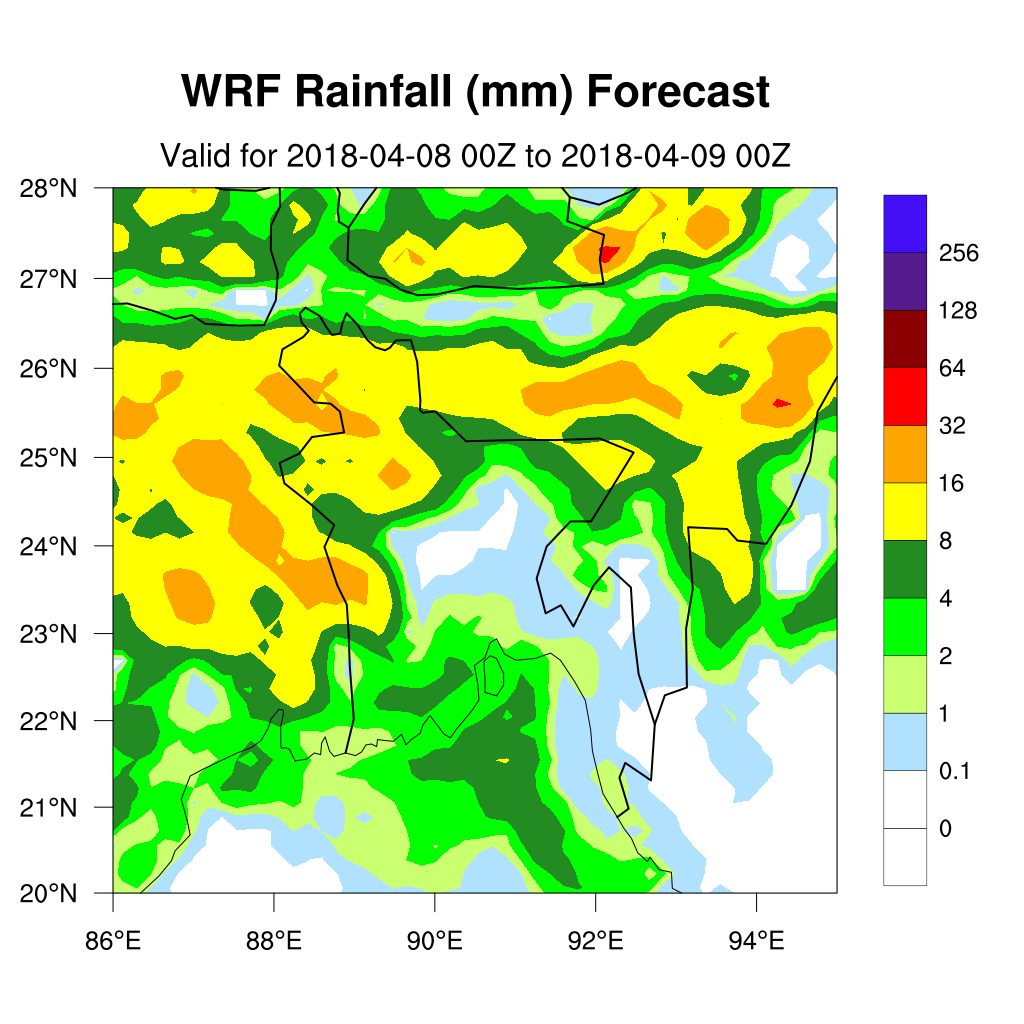 WRF Rainfall (mm) Forecast
Valid for 2018-04-08 00Z to 2018-04-09 00Z
28°N
27°N
26°N
25°N
24°N
23°N
22°N
21°N
20°N
86°E 88°E 90°E 92°E 94°E
256
128
64
32
16
8
4
2
1
0.1
0